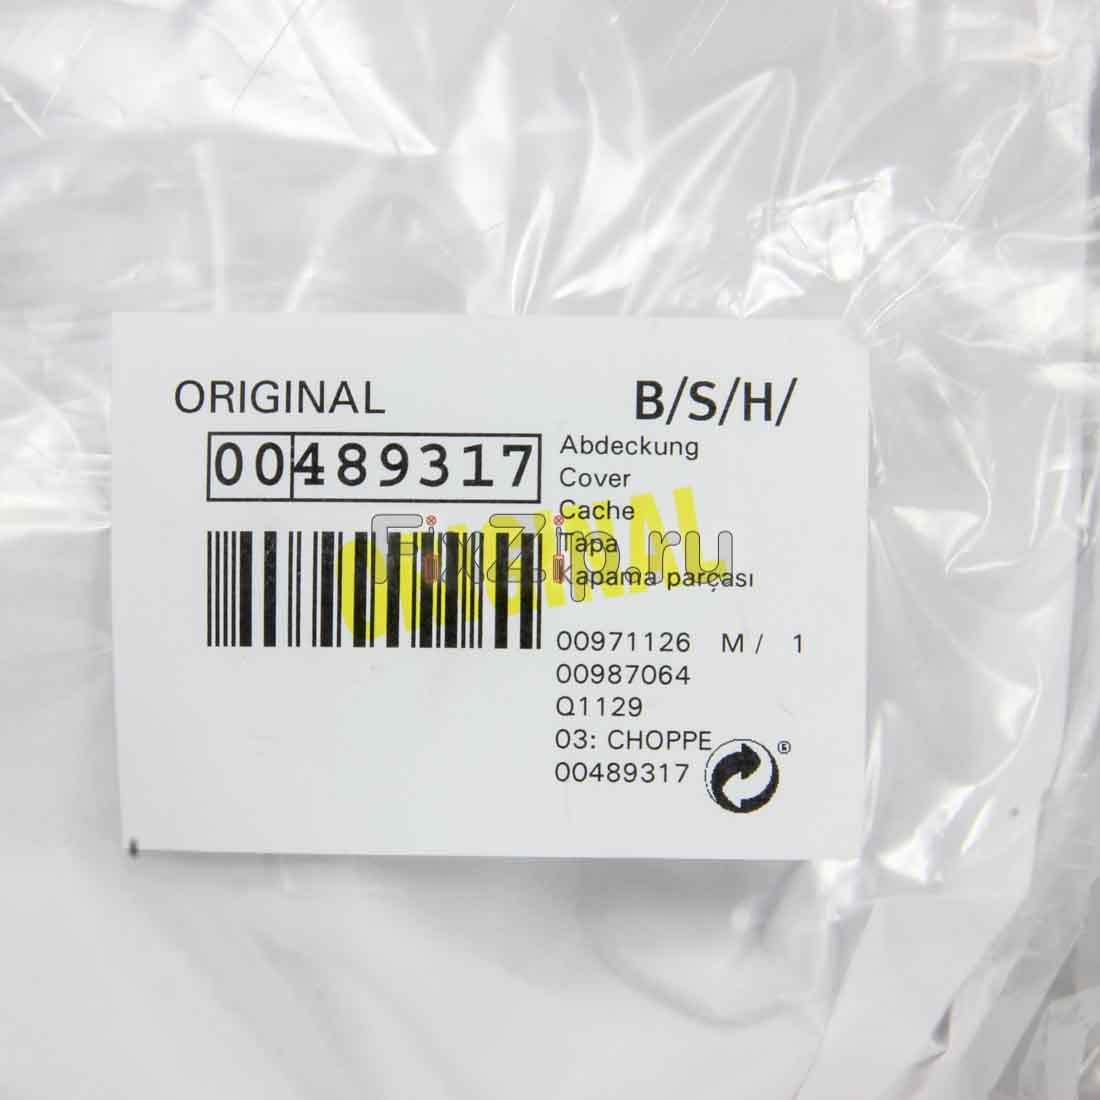 ORIGINAL B/S/H/
00489317
Abdeckung
Cover
Cache
Tapa
Kapama parçası
ORIGINAL
FixZip.ru
00971126 M / 1
00987064
Q1129
03: CHOPPE
00489317